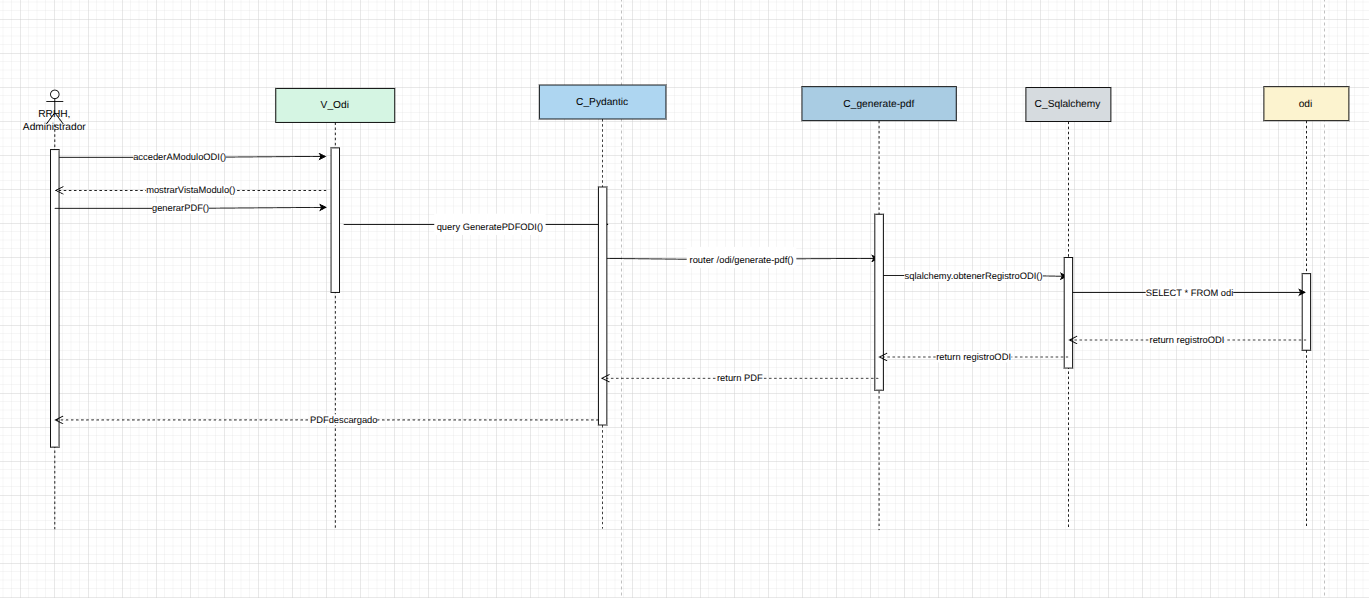 RRHH,
Administrador
V_Odi
C_Pydantic
C_generate-pdf
C_Sqlalchemy
odi
accederAModuloODI()
mostrarVistaModulo()
generarPDF()
query GeneratePDFODI()
router /odi/generate-pdf()
sqlalchemy.obtenerRegistroODI()
SELECT * FROM odi
return registroODI
return registroODI
return PDF
PDFdescargado